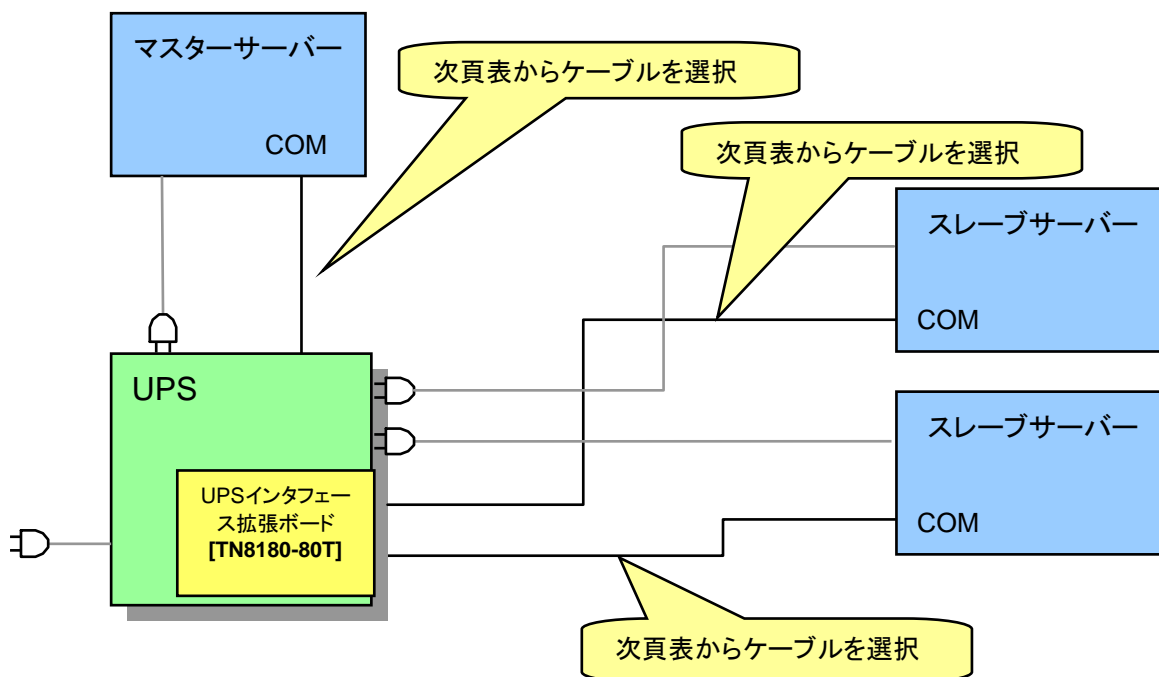 マスターサーバー
COM
次頁表からケーブルを選択
次頁表からケーブルを選択
スレーブサーバー
COM
UPS
スレーブサーバー
COM
UPSインタフェー
ス拡張ボード
[TN8180-80T]
次頁表からケーブルを選択